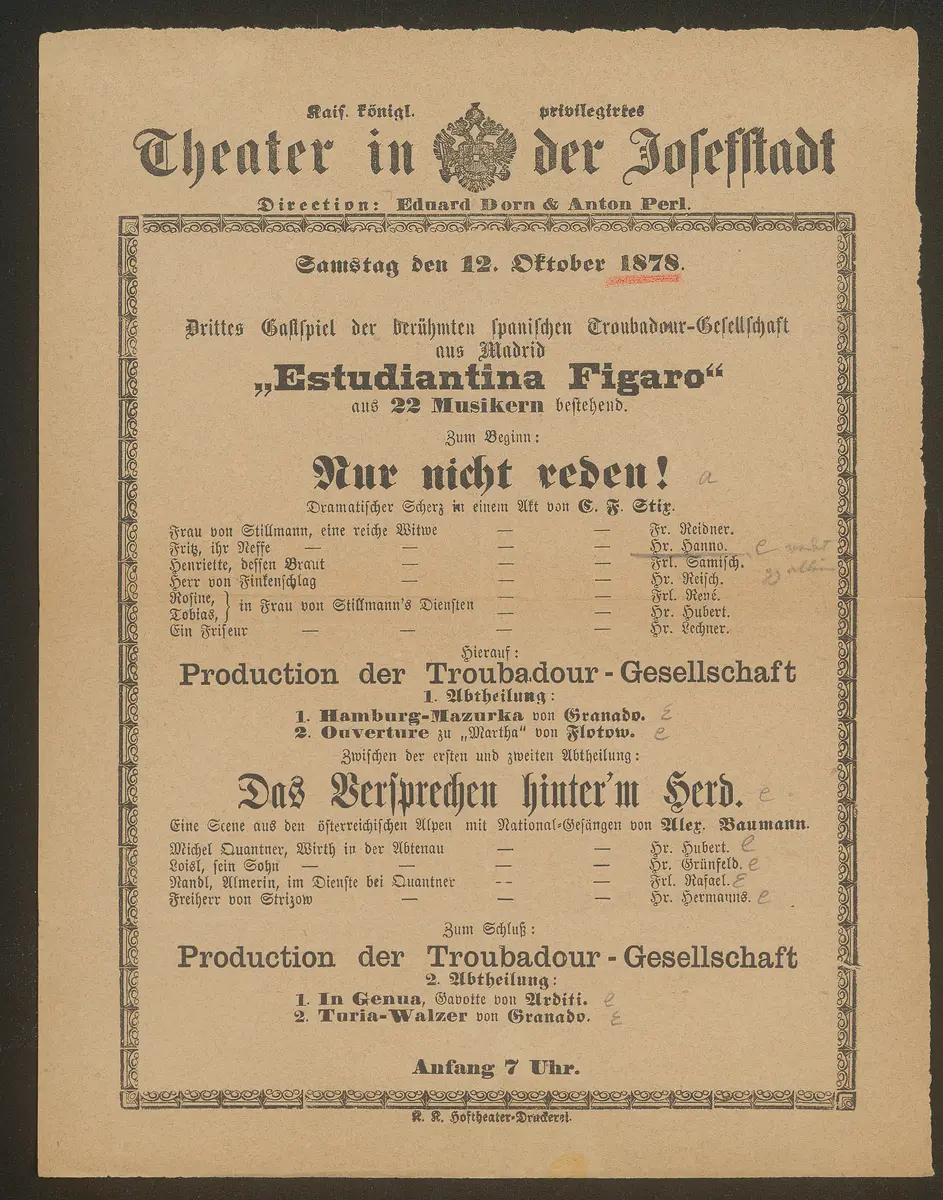 Kais. königl. privilegirtes
Theater in der Josefstadt
Direction: Eduard Dorn & Anton Perl.
Samstag den 12. Oktober 1878.
Drittes Gastspiel der berühmten spanischen Troubadour-Gesellschaft
aus Madrid
„Estudiantina Figaro“
aus 22 Musikern bestehend.
Zum Beginn:
Nur nicht reden! a
Dramatischer Scherz in einem Akt von C. F. Stix.
Frau von Stillmann, eine reiche Witwe — — Fr. Neidner.
Fritz, ihr Neffe — — — Hr. Hanno. e
Henriette, dessen Braut — — — Frl. Samisch.
Herr von Finkenschlag — — — Hr. Reisch.
Rosine, } in Frau von Stillmann's Diensten — — Frl. René.
Tobias, — — Hr. Hubert.
Ein Friseur — — — — Hr. Lechner.
Hierauf:
Production der Troubadour-Gesellschaft
1. Abtheilung:
1. Hamburg-Mazurka von Granado. e
2. Ouverture zu „Martha“ von Flotow. e
Zwischen der ersten und zweiten Abtheilung:
Das Versprechen hinter'm Herd. e
Eine Scene aus den österreichischen Alpen mit National-Gesängen von Alex. Baumann.
Michel Quantner, Wirth in der Abtenau — — Hr. Hubert. e
Loisl, sein Sohn — — — — Hr. Grünfeld. e
Nandl, Almerin, im Dienste bei Quantner -- — Frl. Rafael. e
Freiherr von Strizow — — — Hr. Hermanns. e
Zum Schluß:
Production der Troubadour-Gesellschaft
2. Abtheilung:
1. In Genua, Gavotte von Arditi. e
2. Turia-Walzer von Granado. e
Anfang 7 Uhr.
K. K. Hoftheater-Druckerei.